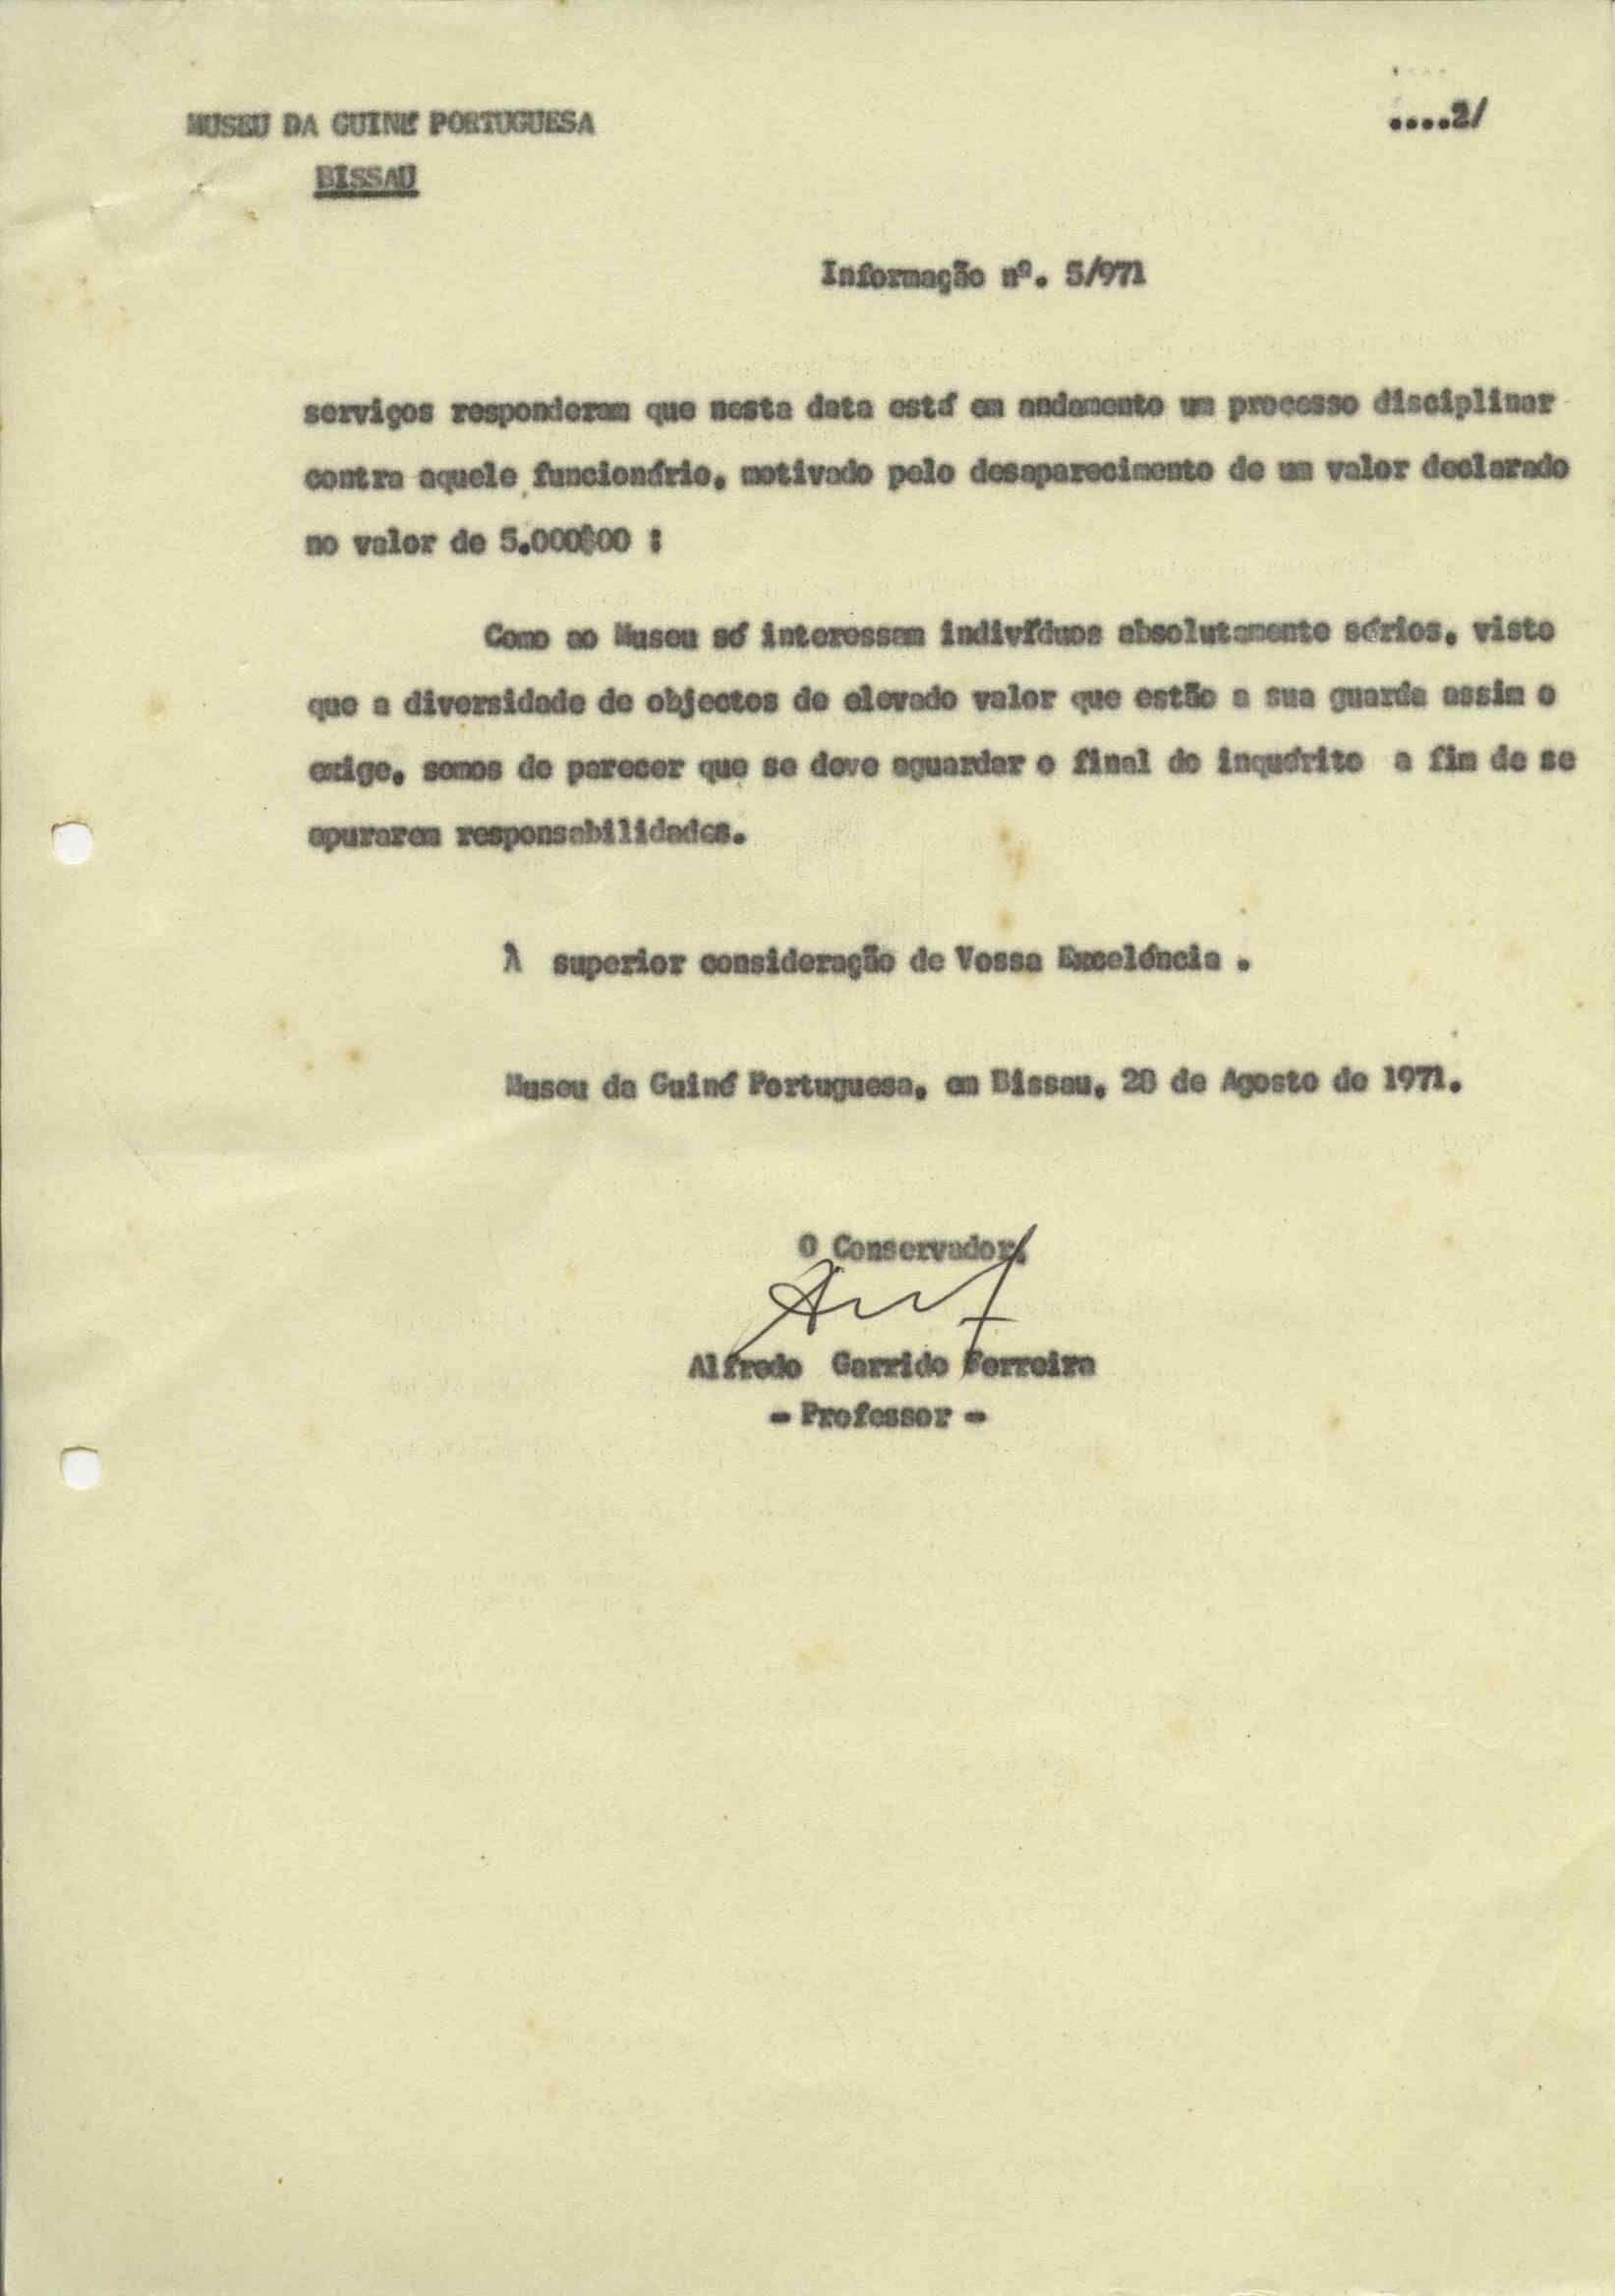 MUSEU DA GUINÉ PORTUGUESA
....2/
BISSAU
Informação nº. 5/971
serviços responderam que nesta data está em andamento um processo disciplinar
contra aquele funcionário, motivado pelo desaparecimento de um valor declarado
no valor de 5.000$00 :
Como ao Museu só interessam indivíduos absolutamente sérios, visto
que a diversidade de objectos de elevado valor que estão a sua guarda assim o
exige, somos de parecer que se deve aguardar o final do inquérito a fim de se
apurarem responsabilidades.
À superior consideração de Vossa Excelência .
Museu da Guiné Portuguesa, em Bissau, 28 de Agosto de 1971.
O Conservador,
Alfredo Garrido Ferreira
- Professor -